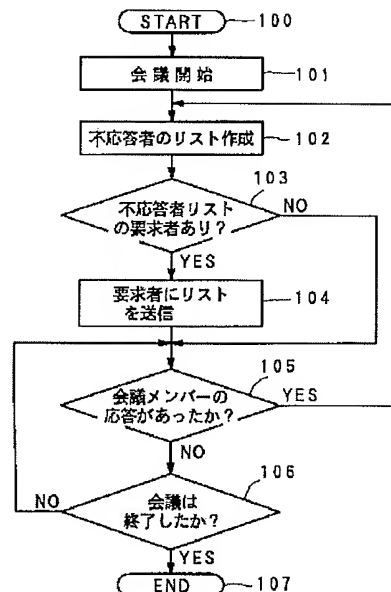 START
100
会議開始
101
不応答者のリスト作成
102
103
不応答者リスト
の要求者あり？
NO
YES
要求者にリスト
を送信
104
105
会議メンバーの
応答があったか？
YES
NO
106
NO
会議は
終了したか？
YES
END
107